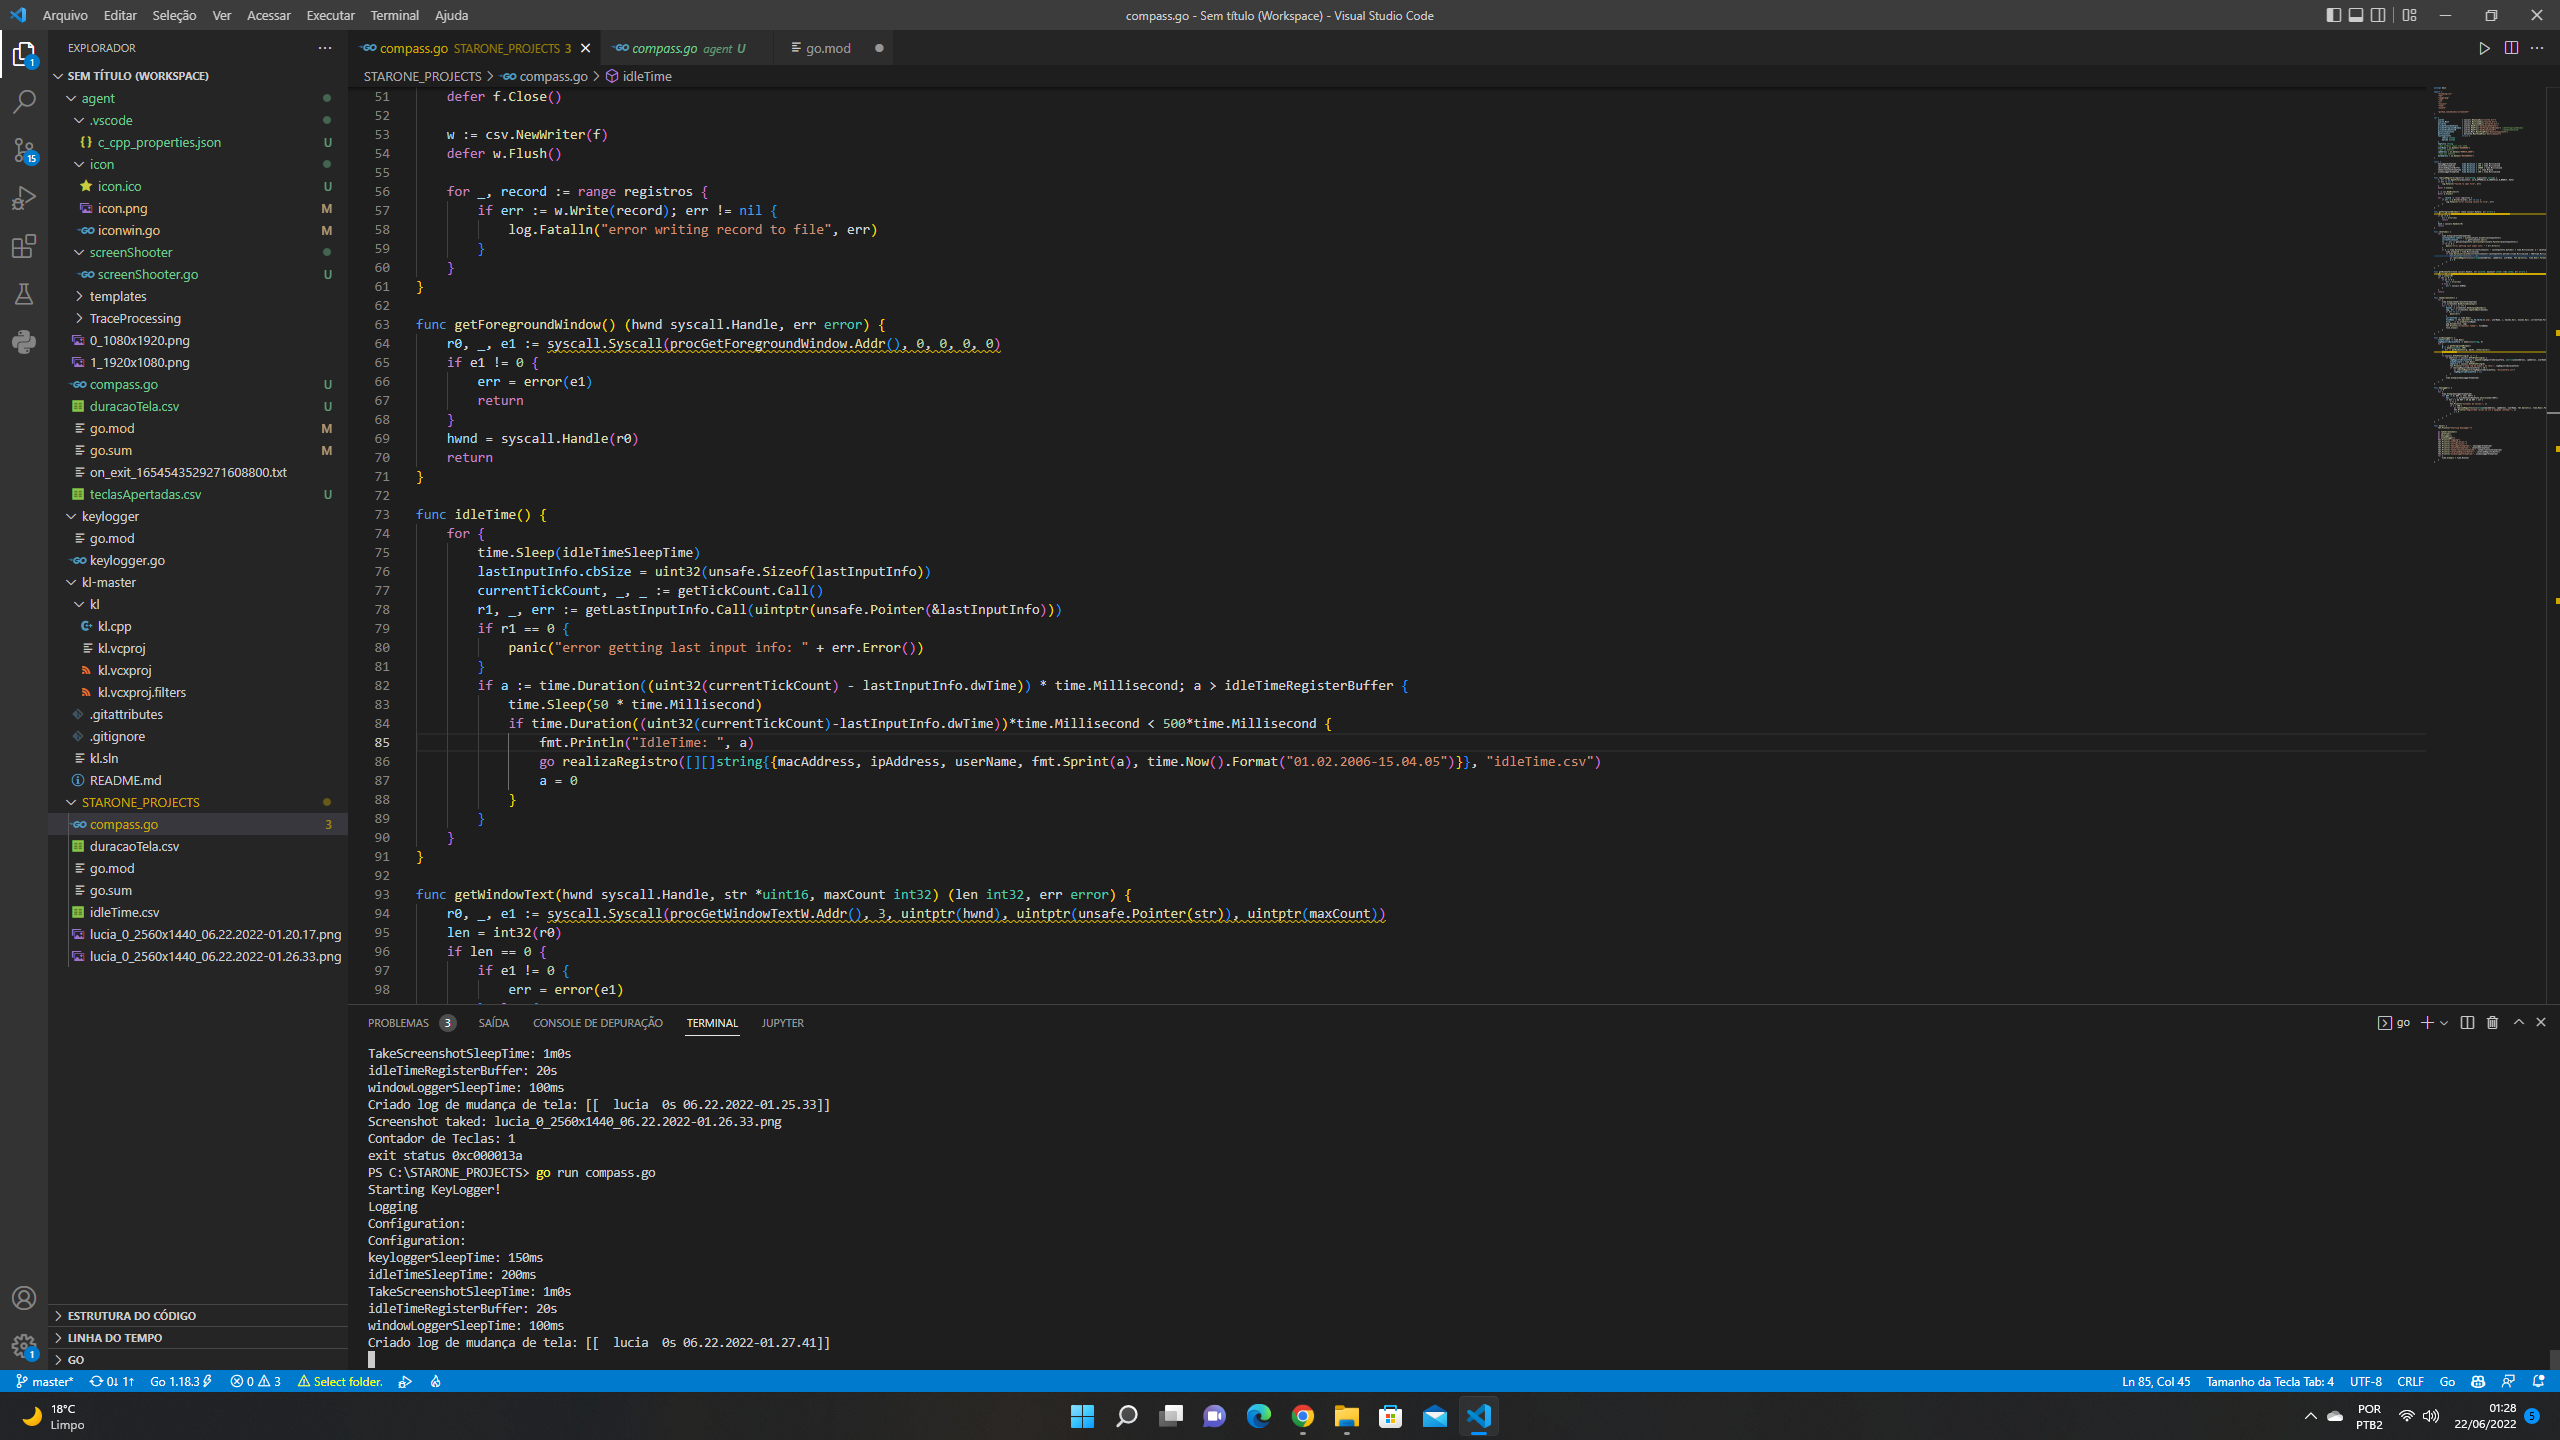 Arquivo Editar Seleção Ver Acessar Executar Terminal Ajuda
compass.go - Sem título (Workspace) - Visual Studio Code
EXPLORADOR
SEM TÍTULO (WORKSPACE)
agent
.vscode
c_cpp_properties.json U
icon
icon.ico U
icon.png M
iconwin.go M
screenShooter
screenShooter.go U
templates
TraceProcessing
0_1080x1920.png
1_1920x1080.png
compass.go U
duracaoTela.csv U
go.mod M
go.sum M
on_exit_1654543529271608800.txt
teclasApertadas.csv U
keylogger
go.mod
keylogger.go
kl-master
kl
kl.cpp
kl.vcproj
kl.vcxproj
kl.vcxproj.filters
.gitattributes
.gitignore
kl.sln
README.md
STARONE_PROJECTS
compass.go 3
duracaoTela.csv
go.mod
go.sum
idleTime.csv
lucia_0_2560x1440_06.22.2022-01.20.17.png
lucia_0_2560x1440_06.22.2022-01.26.33.png
ESTRUTURA DO CÓDIGO
LINHA DO TEMPO
GO
compass.go STARONE_PROJECTS 3
compass.go agent U
go.mod
STARONE_PROJECTS > compass.go > idleTime
51 defer f.Close()
52
53 w := csv.NewWriter(f)
54 defer w.Flush()
55
56 for _, record := range registros {
57 if err := w.Write(record); err != nil {
58 log.Fatalln("error writing record to file", err)
59 }
60 }
61 }
62
63 func getForegroundWindow() (hwnd syscall.Handle, err error) {
64 r0, _, e1 := syscall.Syscall(procGetForegroundWindow.Addr(), 0, 0, 0, 0)
65 if e1 != 0 {
66 err = error(e1)
67 return
68 }
69 hwnd = syscall.Handle(r0)
70 return
71 }
72
73 func idleTime() {
74 for {
75 time.Sleep(idleTimeSleepTime)
76 lastInputInfo.cbSize = uint32(unsafe.Sizeof(lastInputInfo))
77 currentTickCount, _, _ := getTickCount.Call()
78 r1, _, err := getLastInputInfo.Call(uintptr(unsafe.Pointer(&lastInputInfo)))
79 if r1 == 0 {
80 panic("error getting last input info: " + err.Error())
81 }
82 if a := time.Duration((uint32(currentTickCount) - lastInputInfo.dwTime)) * time.Millisecond; a > idleTimeRegisterBuffer {
83 time.Sleep(50 * time.Millisecond)
84 if time.Duration((uint32(currentTickCount)-lastInputInfo.dwTime))*time.Millisecond < 500*time.Millisecond {
85 fmt.Println("IdleTime: ", a)
86 go realizaRegistro([][]string{{macAddress, ipAddress, userName, fmt.Sprint(a), time.Now().Format("01.02.2006-15.04.05")}}, "idleTime.csv")
87 a = 0
88 }
89 }
90 }
91 }
92
93 func getWindowText(hwnd syscall.Handle, str *uint16, maxCount int32) (len int32, err error) {
94 r0, _, e1 := syscall.Syscall(procGetWindowTextW.Addr(), 3, uintptr(hwnd), uintptr(unsafe.Pointer(str)), uintptr(maxCount))
95 len = int32(r0)
96 if len == 0 {
97 if e1 != 0 {
98 err = error(e1)
PROBLEMAS 3 SAÍDA CONSOLE DE DEPURAÇÃO TERMINAL JUPYTER
go
TakeScreenshotSleepTime: 1m0s
idleTimeRegisterBuffer: 20s
windowLoggerSleepTime: 100ms
Criado log de mudança de tela: [[ lucia 0s 06.22.2022-01.25.33]]
Screenshot taked: lucia_0_2560x1440_06.22.2022-01.26.33.png
Contador de Teclas: 1
exit status 0xc000013a
PS C:\STARONE_PROJECTS> go run compass.go
Starting KeyLogger!
Logging
Configuration:
Configuration:
keyloggerSleepTime: 150ms
idleTimeSleepTime: 200ms
TakeScreenshotSleepTime: 1m0s
idleTimeRegisterBuffer: 20s
windowLoggerSleepTime: 100ms
Criado log de mudança de tela: [[ lucia 0s 06.22.2022-01.27.41]]
master* 0↓ 1↑ Go 1.18.3 0 3 Select folder.
Ln 85, Col 45 Tamanho da Tecla Tab: 4 UTF-8 CRLF Go
18°C
Limpo
POR
PTB2
01:28
22/06/2022
5